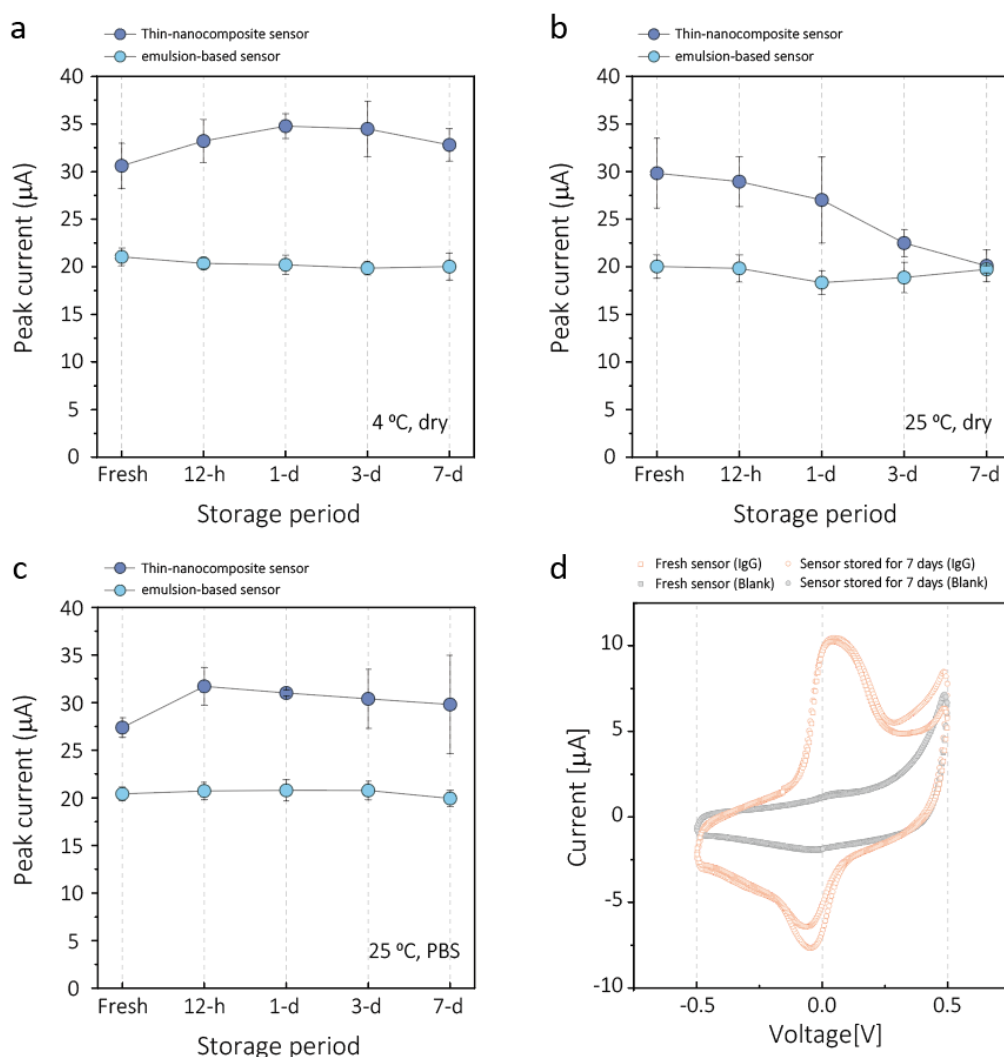 a
Thin-nanocomposite sensor
emulsion-based sensor
40
35
30
25
20
15
10
5
0
Peak current (µA)
4 ºC, dry
Fresh 12-h 1-d 3-d 7-d
Storage period
b
Thin-nanocomposite sensor
emulsion-based sensor
40
35
30
25
20
15
10
5
0
Peak current (µA)
25 ºC, dry
Fresh 12-h 1-d 3-d 7-d
Storage period
c
Thin-nanocomposite sensor
emulsion-based sensor
40
35
30
25
20
15
10
5
0
Peak current (µA)
25 ºC, PBS
Fresh 12-h 1-d 3-d 7-d
Storage period
d
Fresh sensor (IgG) Sensor stored for 7 days (IgG)
Fresh sensor (Blank) Sensor stored for 7 days (Blank)
10
5
0
-5
-10
Current [µA]
-0.5 0.0 0.5
Voltage[V]